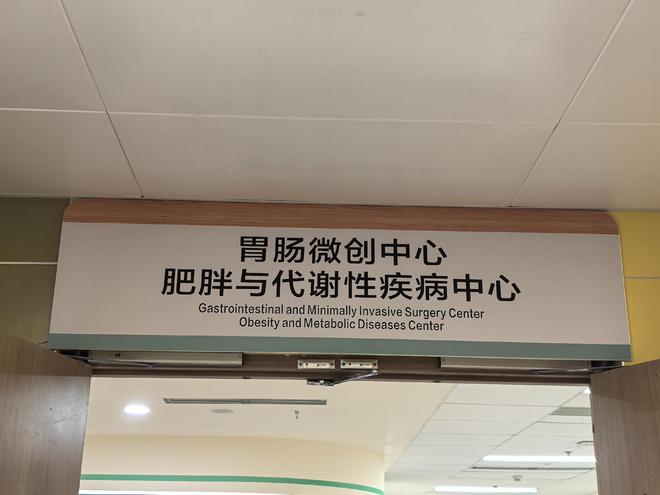 胃肠微创中心
肥胖与代谢性疾病中心
Gastrointestinal and Minimally Invasive Surgery Center
Obesity and Metabolic Diseases Center